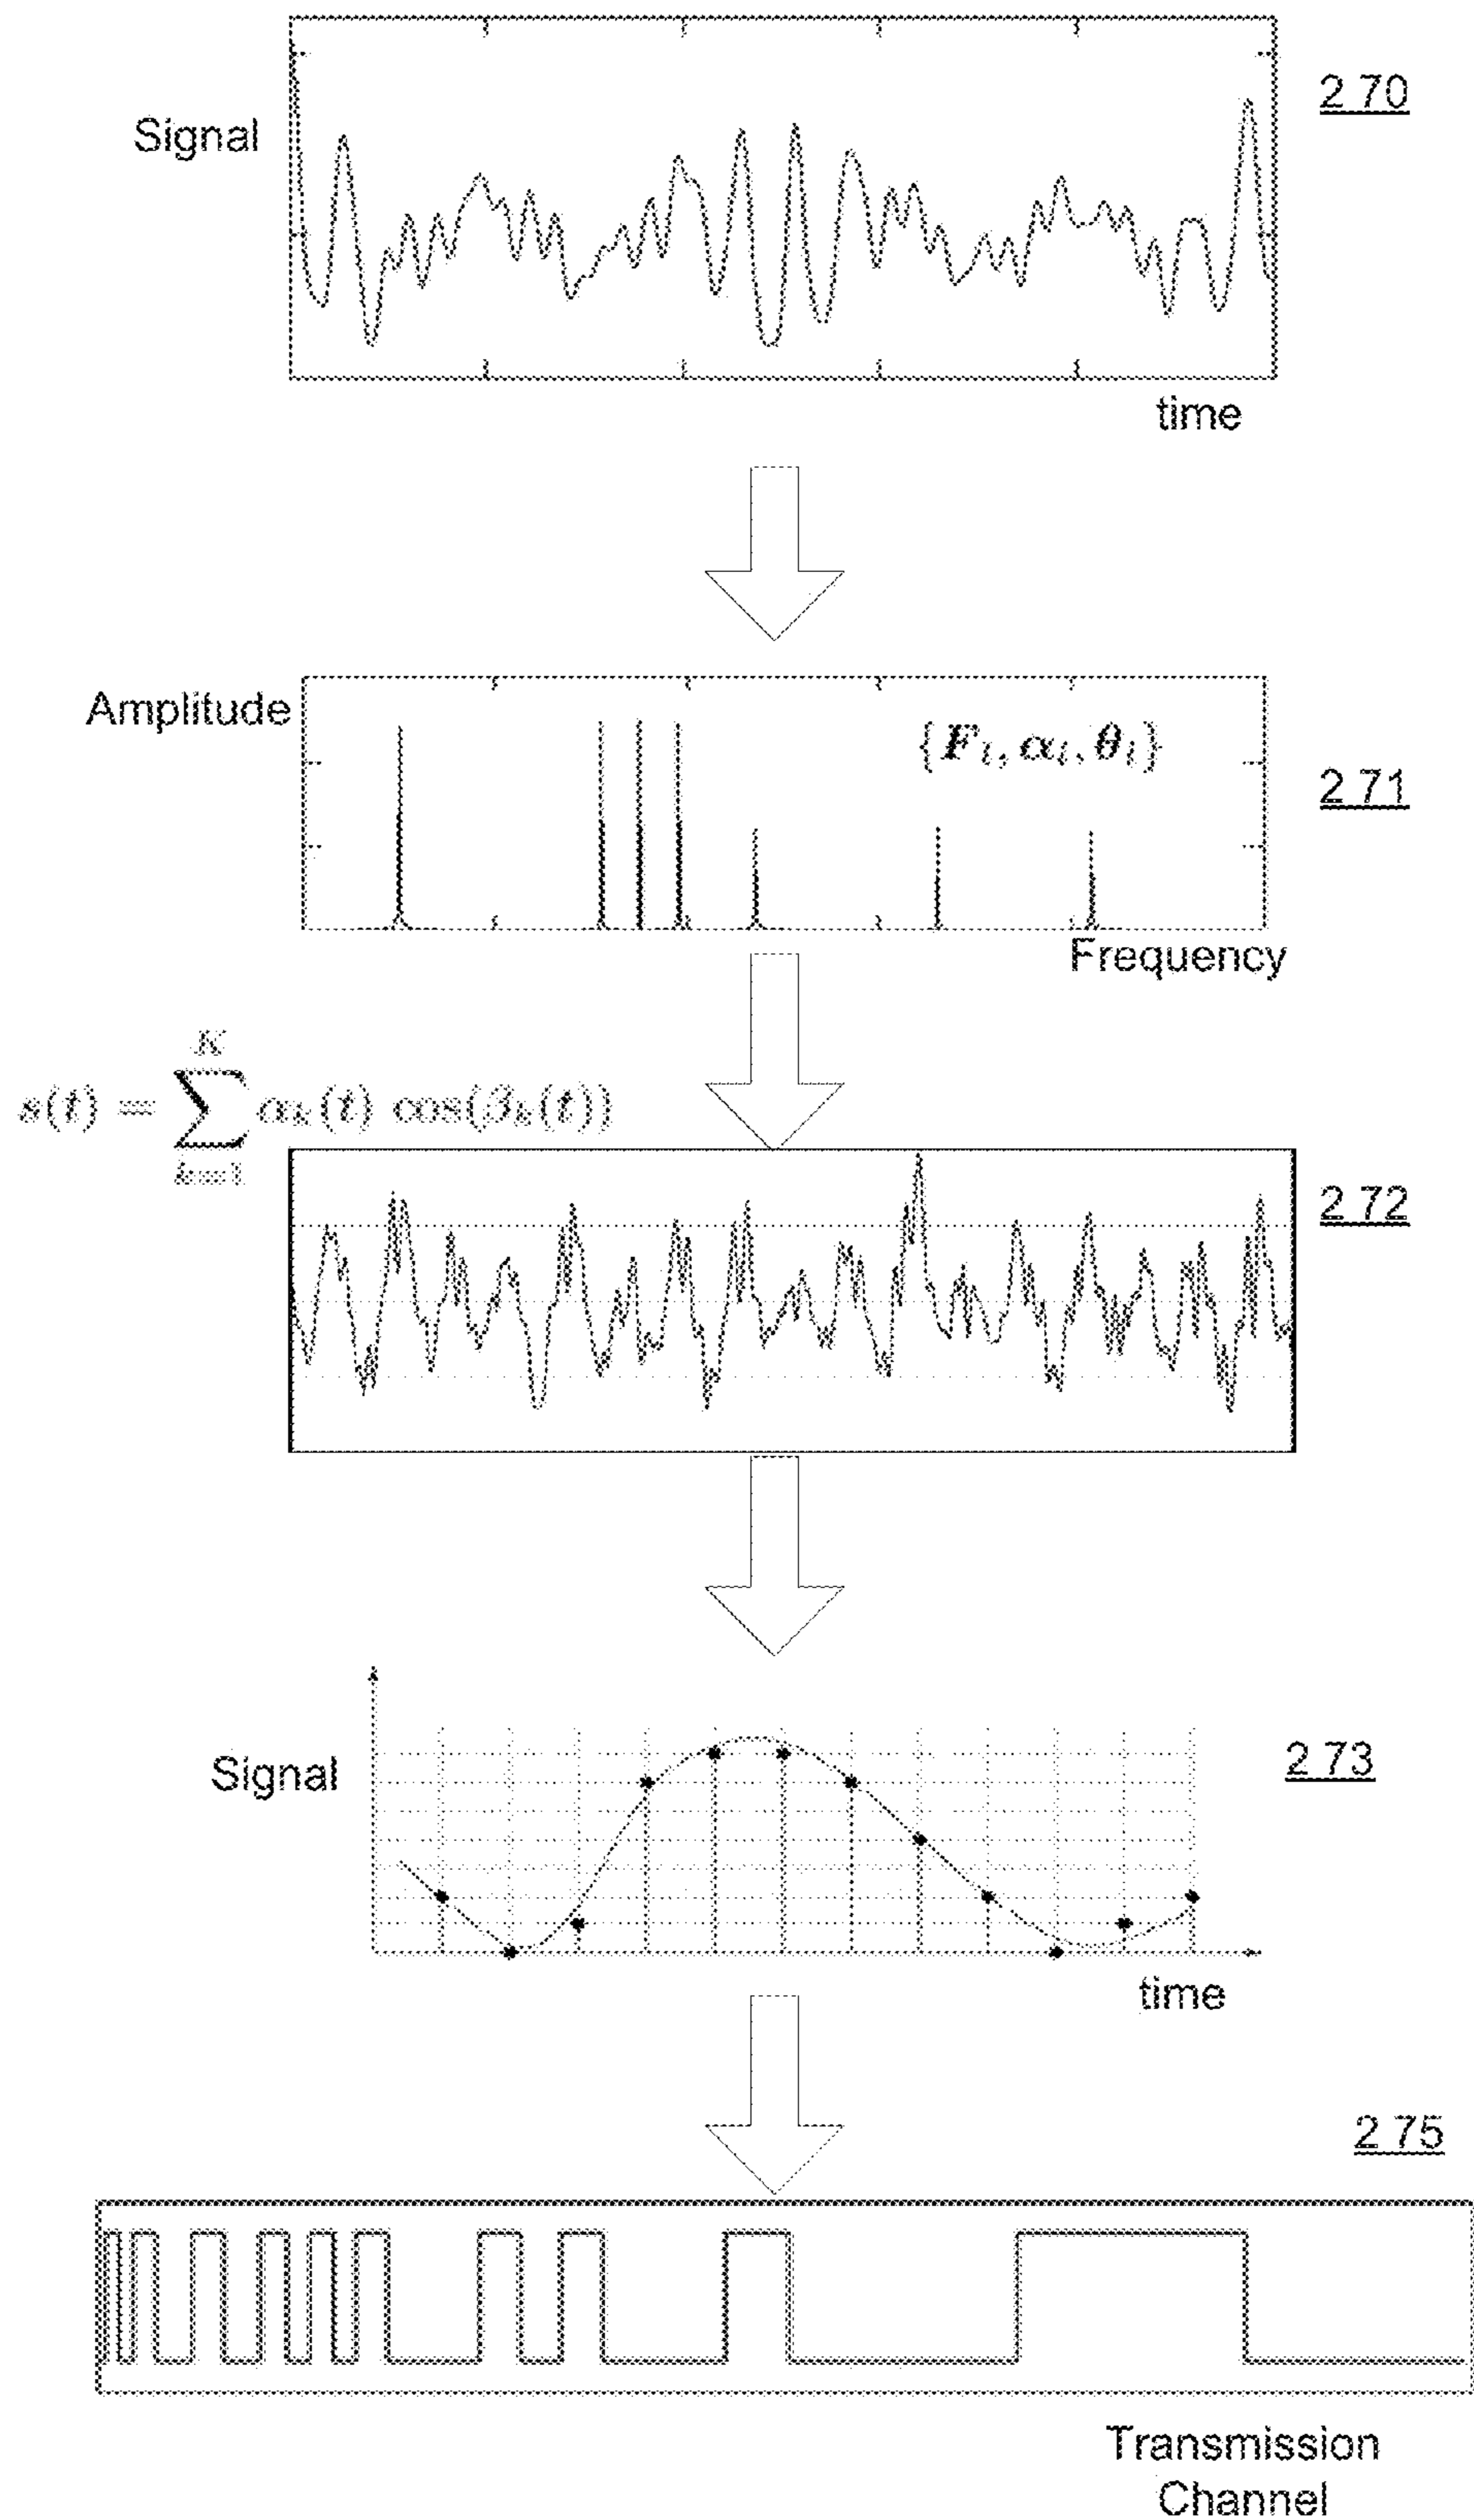 2 70
Signal
time
Amplitude
{F_l, α_l, θ_l}
2 71
Frequency
s(t) = ∑_{k=1}^{K} α_k(t) cos(β_k(t))
2 72
Signal
2 73
time
2 75
Transmission
Channel